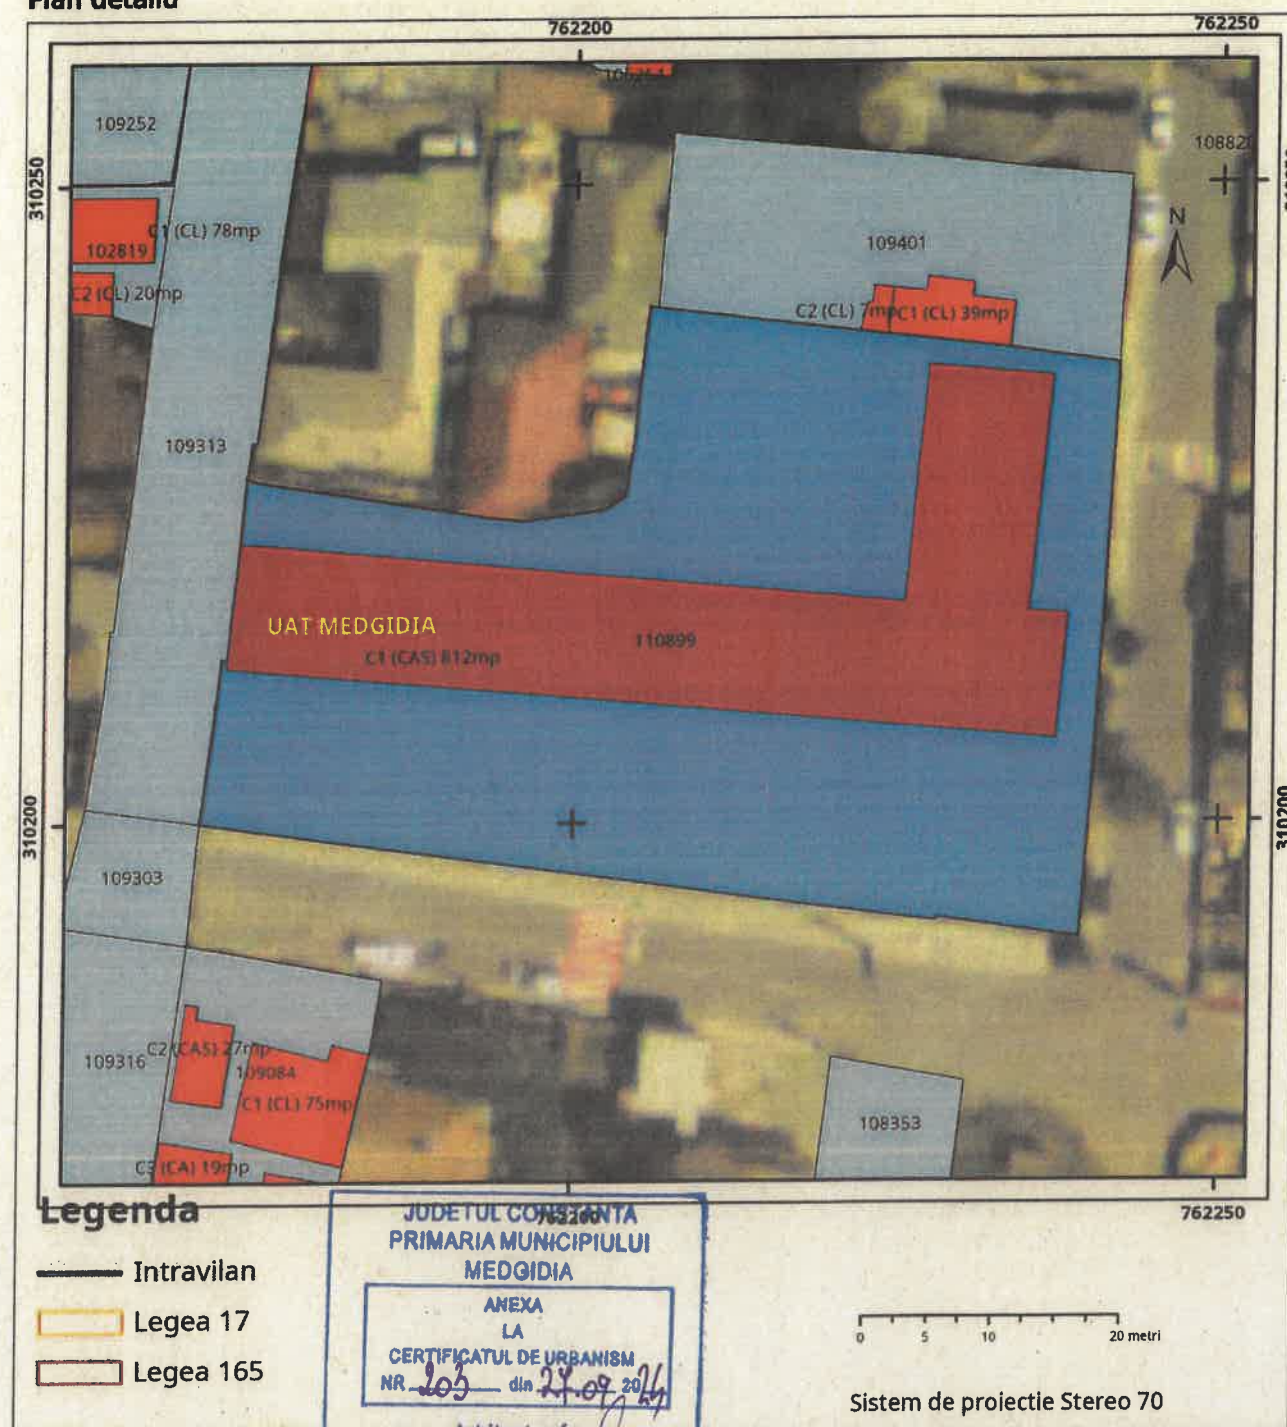 Plan detaliu
762200
762250
109252
108820
310250
N
C1 (CL) 78mp
102819
109401
C2 (CL) 20mp
C2 (CL) 7mp
C1 (CL) 39mp
109313
UAT MEDGIDIA
110899
C1 (CAS) 812mp
310200
310200
109303
109316
C2 (CAS) 27mp
109084
C1 (CL) 75mp
108353
C3 (CA) 19mp
762200
762250
Legenda
Intravilan
Legea 17
Legea 165
JUDETUL CONSTANTA
PRIMARIA MUNICIPIULUI
MEDGIDIA
ANEXA
LA
CERTIFICATUL DE URBANISM
NR 203 din 27.09 2024
0 5 10 20 metri
Sistem de proiectie Stereo 70